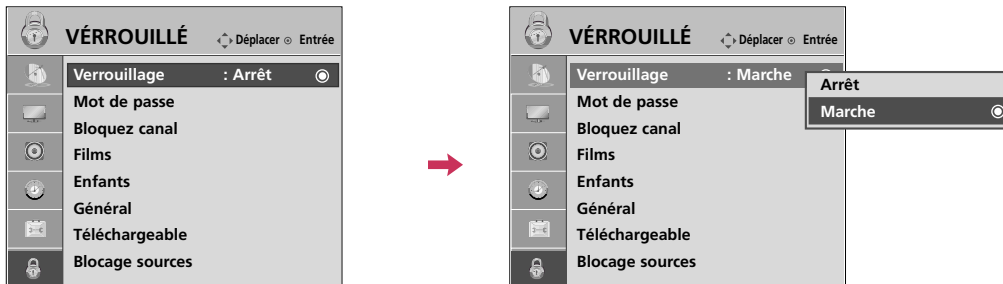 VÉRROUILLÉ Déplacer Entrée
Verrouillage : Arrêt
Mot de passe
Bloquez canal
Films
Enfants
Général
Téléchargeable
Blocage sources
VÉRROUILLÉ Déplacer Entrée
Verrouillage : Marche
Mot de passe
Bloquez canal
Films
Enfants
Général
Téléchargeable
Blocage sources
Arrêt
Marche